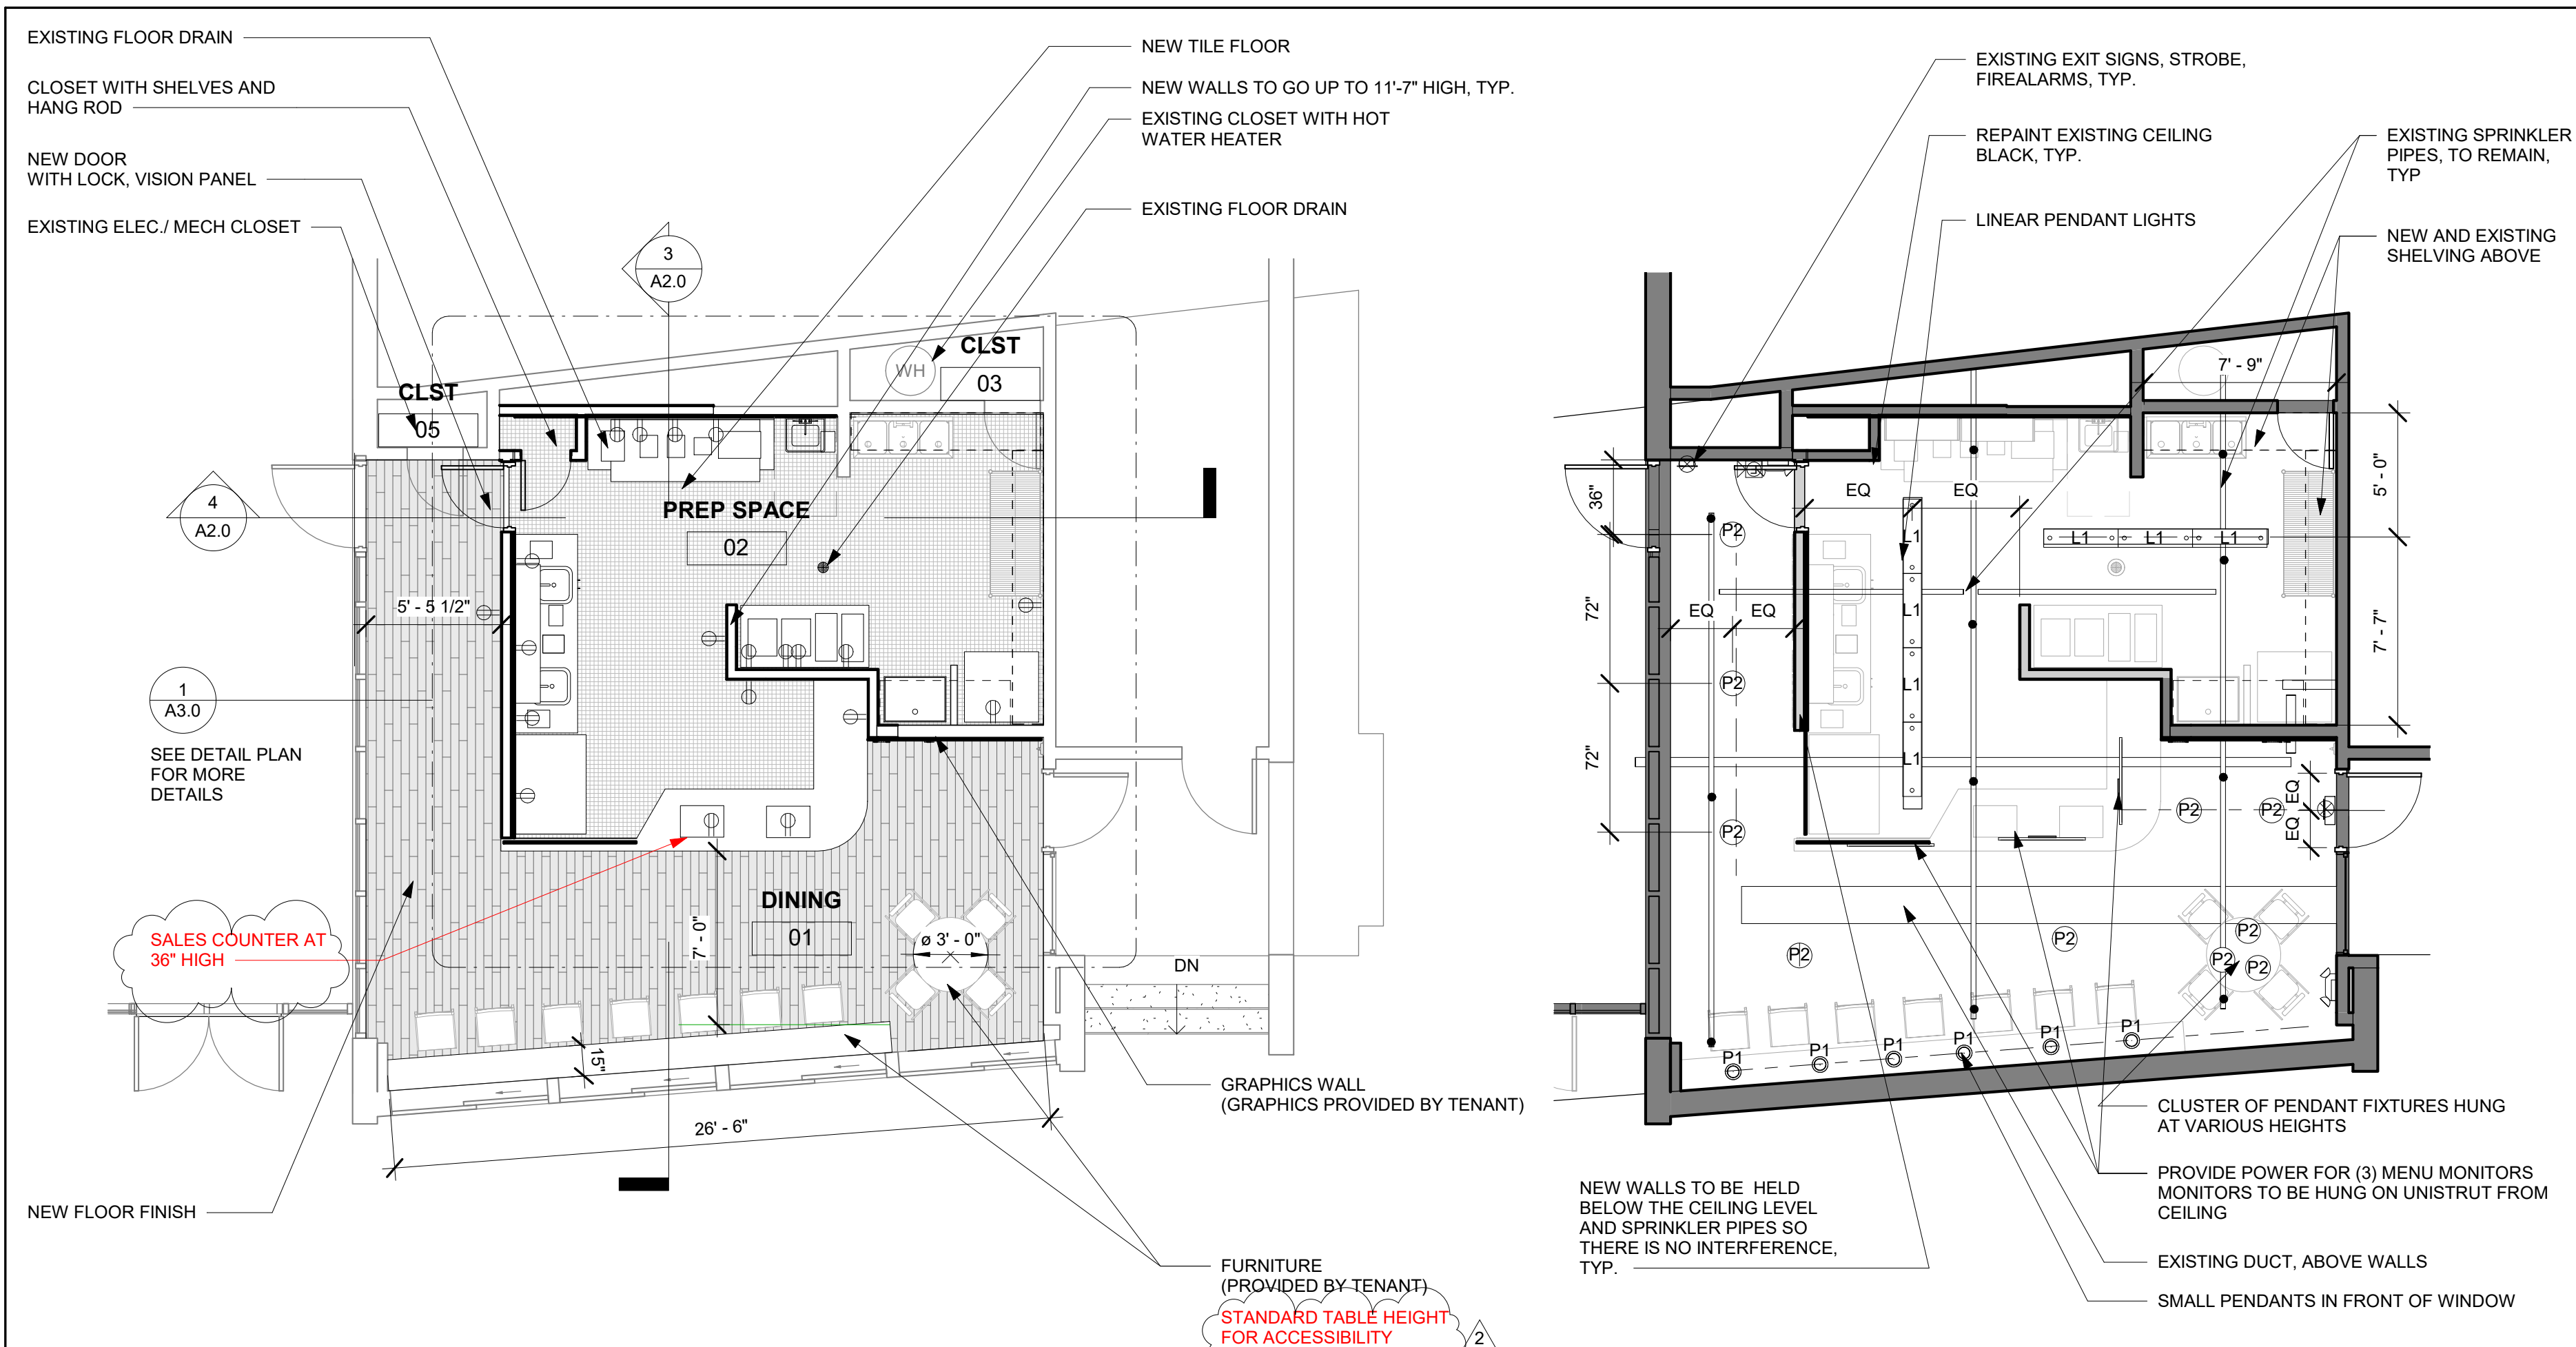 EXISTING FLOOR DRAIN
CLOSET WITH SHELVES AND
HANG ROD
NEW DOOR
WITH LOCK, VISION PANEL
EXISTING ELEC./ MECH CLOSET
NEW TILE FLOOR
NEW WALLS TO GO UP TO 11'-7" HIGH, TYP.
EXISTING CLOSET WITH HOT
WATER HEATER
EXISTING FLOOR DRAIN
3
A2.0
4
A2.0
1
A3.0
SEE DETAIL PLAN
FOR MORE
DETAILS
CLST
05
WH
CLST
03
PREP SPACE
02
5' - 5 1/2"
DINING
01
7' - 0"
ø 3' - 0"
15"
26' - 6"
DN
SALES COUNTER AT
36" HIGH
NEW FLOOR FINISH
GRAPHICS WALL
(GRAPHICS PROVIDED BY TENANT)
FURNITURE
(PROVIDED BY TENANT)
STANDARD TABLE HEIGHT
FOR ACCESSIBILITY
2
EXISTING EXIT SIGNS, STROBE,
FIREALARMS, TYP.
REPAINT EXISTING CEILING
BLACK, TYP.
LINEAR PENDANT LIGHTS
EXISTING SPRINKLER
PIPES, TO REMAIN,
TYP
NEW AND EXISTING
SHELVING ABOVE
7' - 9"
5' - 0"
7' - 7"
36"
72"
72"
EQ
EQ
EQ
EQ
EQ
EQ
L1
L1
L1
L1
L1
L1
L1
P2
P2
P2
P2
P2
P2
P2
P2
P2
P2
P1
P1
P1
P1
P1
P1
NEW WALLS TO BE HELD
BELOW THE CEILING LEVEL
AND SPRINKLER PIPES SO
THERE IS NO INTERFERENCE,
TYP.
CLUSTER OF PENDANT FIXTURES HUNG
AT VARIOUS HEIGHTS
PROVIDE POWER FOR (3) MENU MONITORS
MONITORS TO BE HUNG ON UNISTRUT FROM
CEILING
EXISTING DUCT, ABOVE WALLS
SMALL PENDANTS IN FRONT OF WINDOW